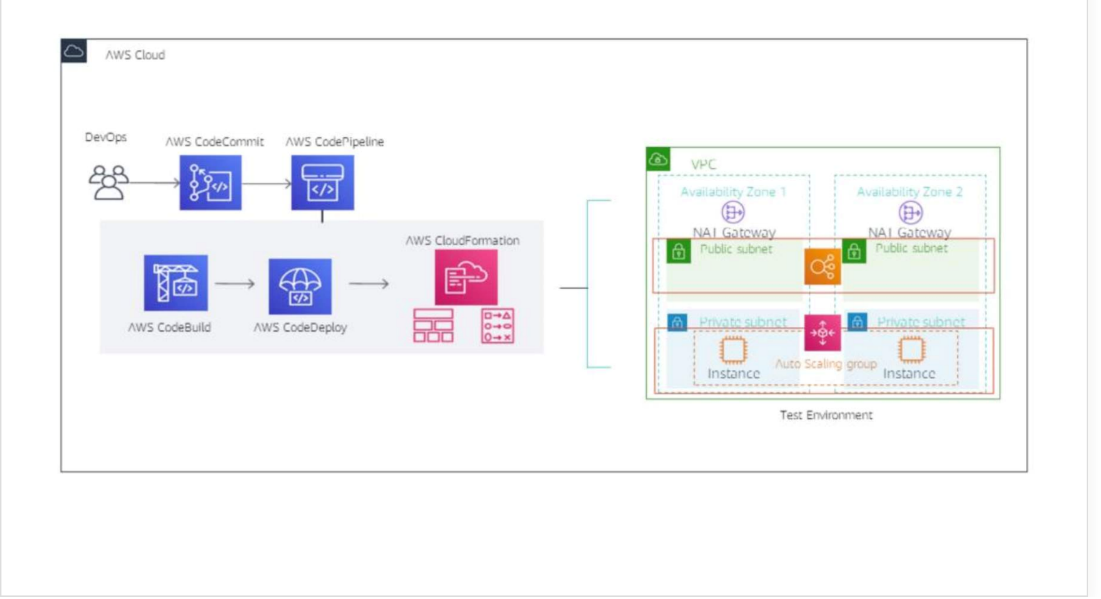 AWS Cloud
DevOps
AWS CodeCommit
AWS CodePipeline
AWS CloudFormation
AWS CodeBuild
AWS CodeDeploy
VPC
Availability Zone 1
Availability Zone 2
NAT Gateway
NAT Gateway
Public subnet
Public subnet
Private subnet
Private subnet
Auto Scaling group
Instance
Instance
Test Environment